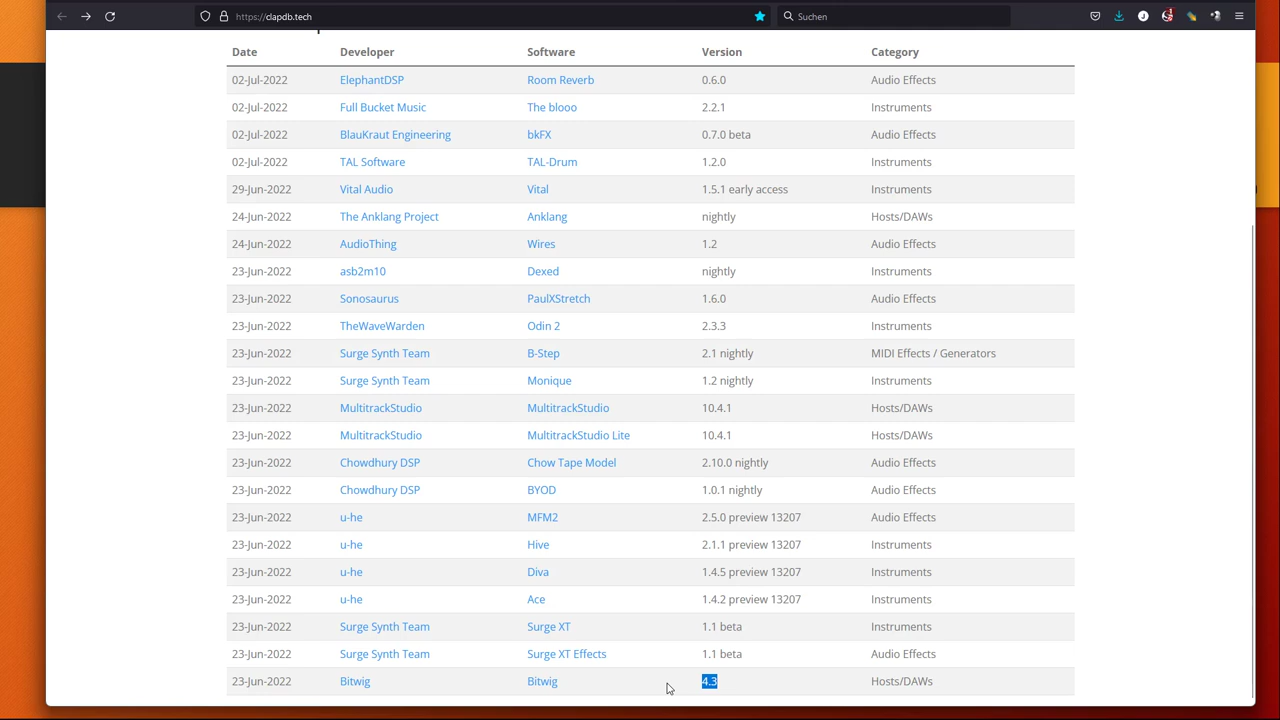 https://clapdb.tech
Suchen
Date Developer Software Version Category
02-Jul-2022 ElephantDSP Room Reverb 0.6.0 Audio Effects
02-Jul-2022 Full Bucket Music The blooo 2.2.1 Instruments
02-Jul-2022 BlauKraut Engineering bkFX 0.7.0 beta Audio Effects
02-Jul-2022 TAL Software TAL-Drum 1.2.0 Instruments
29-Jun-2022 Vital Audio Vital 1.5.1 early access Instruments
24-Jun-2022 The Anklang Project Anklang nightly Hosts/DAWs
24-Jun-2022 AudioThing Wires 1.2 Audio Effects
23-Jun-2022 asb2m10 Dexed nightly Instruments
23-Jun-2022 Sonosaurus PaulXStretch 1.6.0 Audio Effects
23-Jun-2022 TheWaveWarden Odin 2 2.3.3 Instruments
23-Jun-2022 Surge Synth Team B-Step 2.1 nightly MIDI Effects / Generators
23-Jun-2022 Surge Synth Team Monique 1.2 nightly Instruments
23-Jun-2022 MultitrackStudio MultitrackStudio 10.4.1 Hosts/DAWs
23-Jun-2022 MultitrackStudio MultitrackStudio Lite 10.4.1 Hosts/DAWs
23-Jun-2022 Chowdhury DSP Chow Tape Model 2.10.0 nightly Audio Effects
23-Jun-2022 Chowdhury DSP BYOD 1.0.1 nightly Audio Effects
23-Jun-2022 u-he MFM2 2.5.0 preview 13207 Audio Effects
23-Jun-2022 u-he Hive 2.1.1 preview 13207 Instruments
23-Jun-2022 u-he Diva 1.4.5 preview 13207 Instruments
23-Jun-2022 u-he Ace 1.4.2 preview 13207 Instruments
23-Jun-2022 Surge Synth Team Surge XT 1.1 beta Instruments
23-Jun-2022 Surge Synth Team Surge XT Effects 1.1 beta Audio Effects
23-Jun-2022 Bitwig Bitwig 4.3 Hosts/DAWs